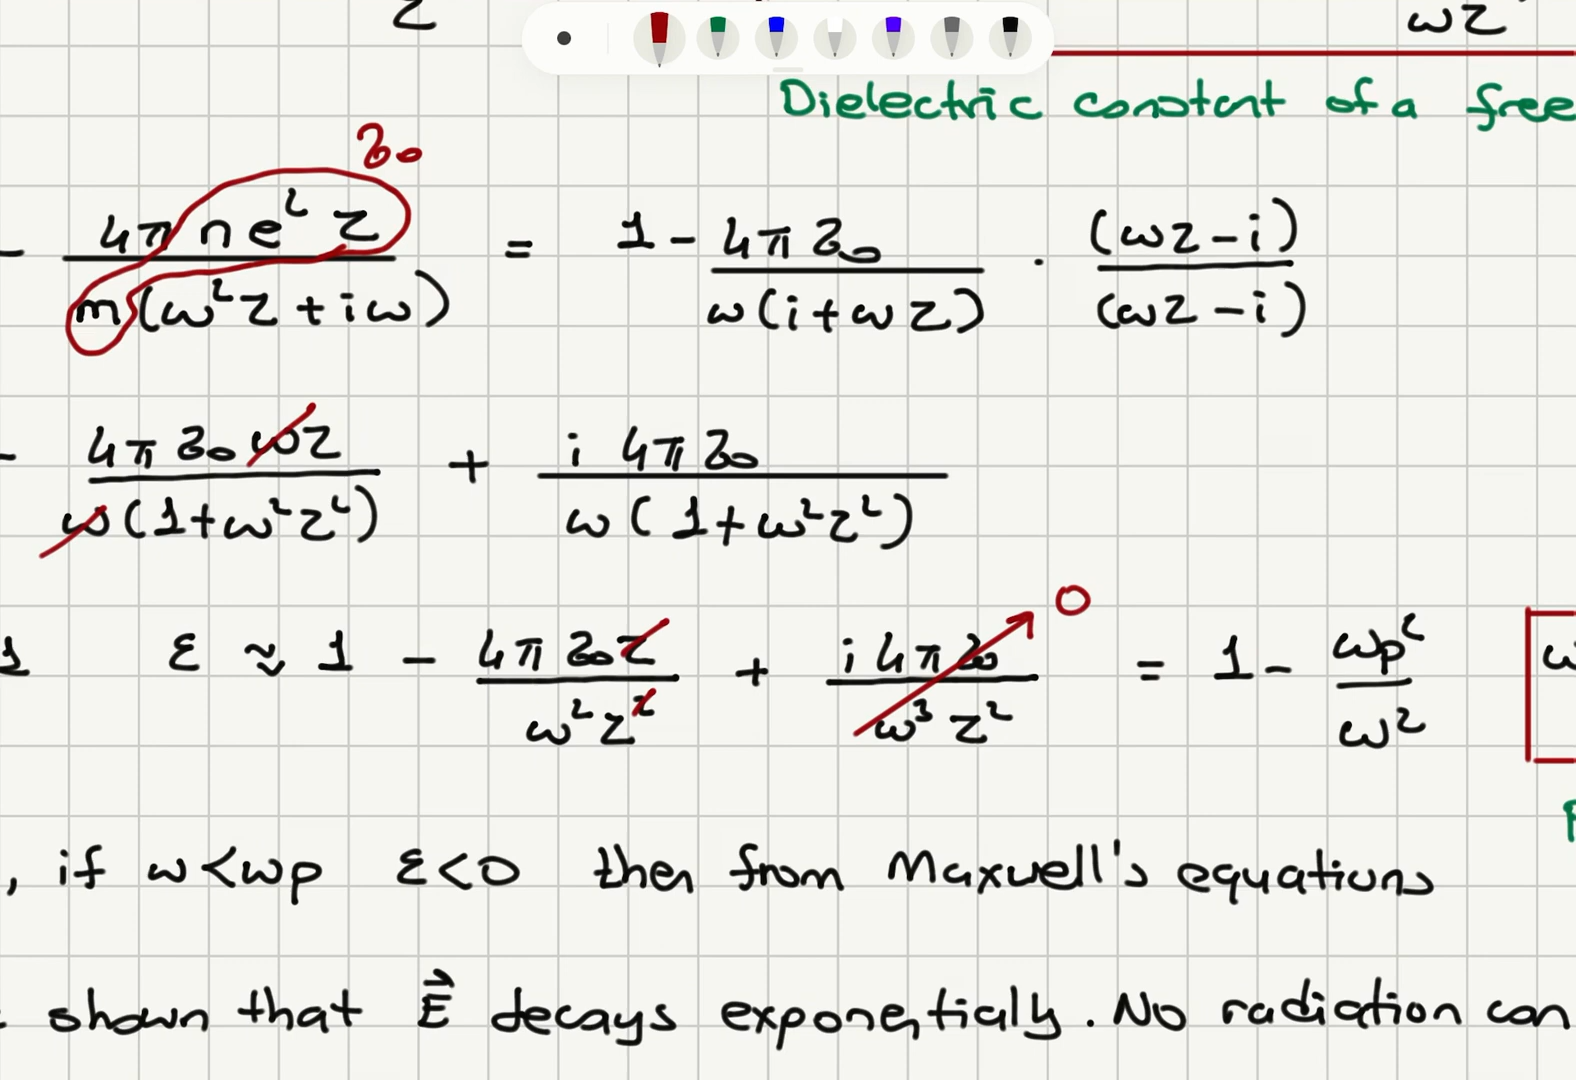 τ ωτ
Dielectric constant of a free
σ₀
- 4π n e² τ / m(ω²τ + iω) = 1 - 4π σ₀ / ω(i + ωτ) · (ωτ - i) / (ωτ - i)
- 4π σ₀ ωτ / ω(1+ω²τ²) + i 4π σ₀ / ω(1+ω²τ²)
1 ε ≈ 1 - 4π σ₀ τ / ω²τ² + i 4π σ₀ / ω³τ² → 0 = 1 - ωp² / ω² ω
, if ω < ωp ε < 0 then from Maxwell's equations
shown that E⃗ decays exponentially. No radiation can